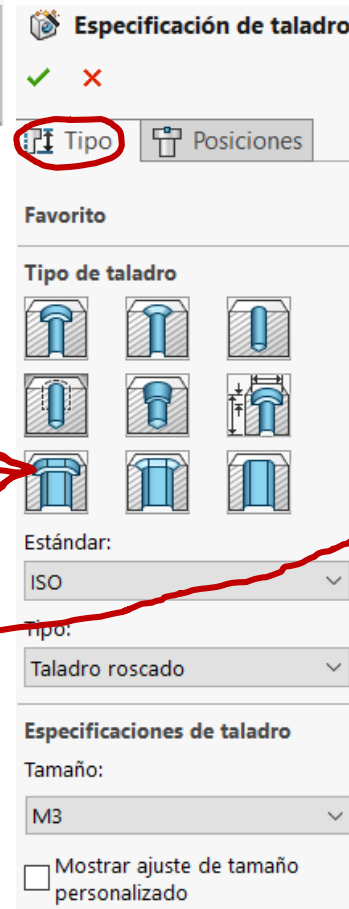 Especificación de taladro
Tipo
Posiciones
Favorito
Tipo de taladro
Estándar:
ISO
Tipo:
Taladro roscado
Especificaciones de taladro
Tamaño:
M3
Mostrar ajuste de tamaño
personalizado